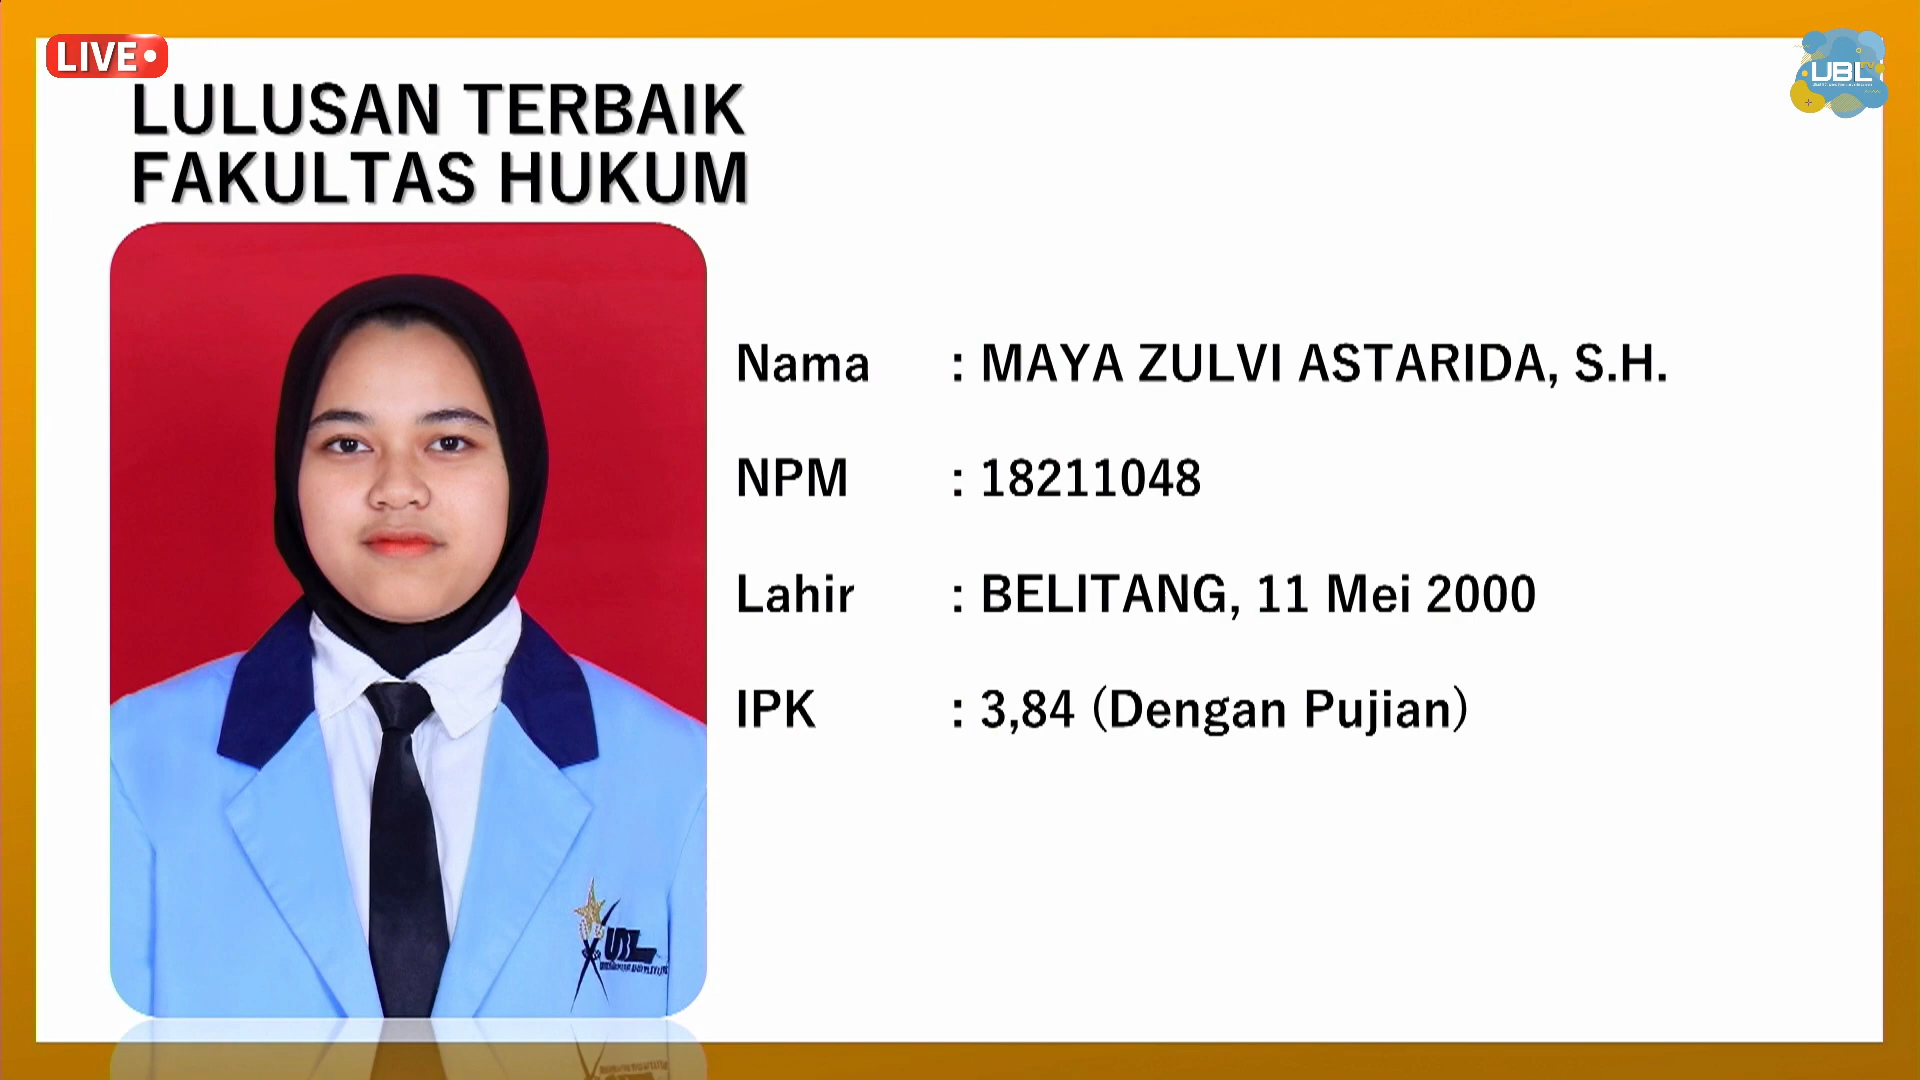 LIVE
UBL
LULUSAN TERBAIK
FAKULTAS HUKUM
Nama : MAYA ZULVI ASTARIDA, S.H.
NPM : 18211048
Lahir : BELITANG, 11 Mei 2000
IPK : 3,84 (Dengan Pujian)
UBL